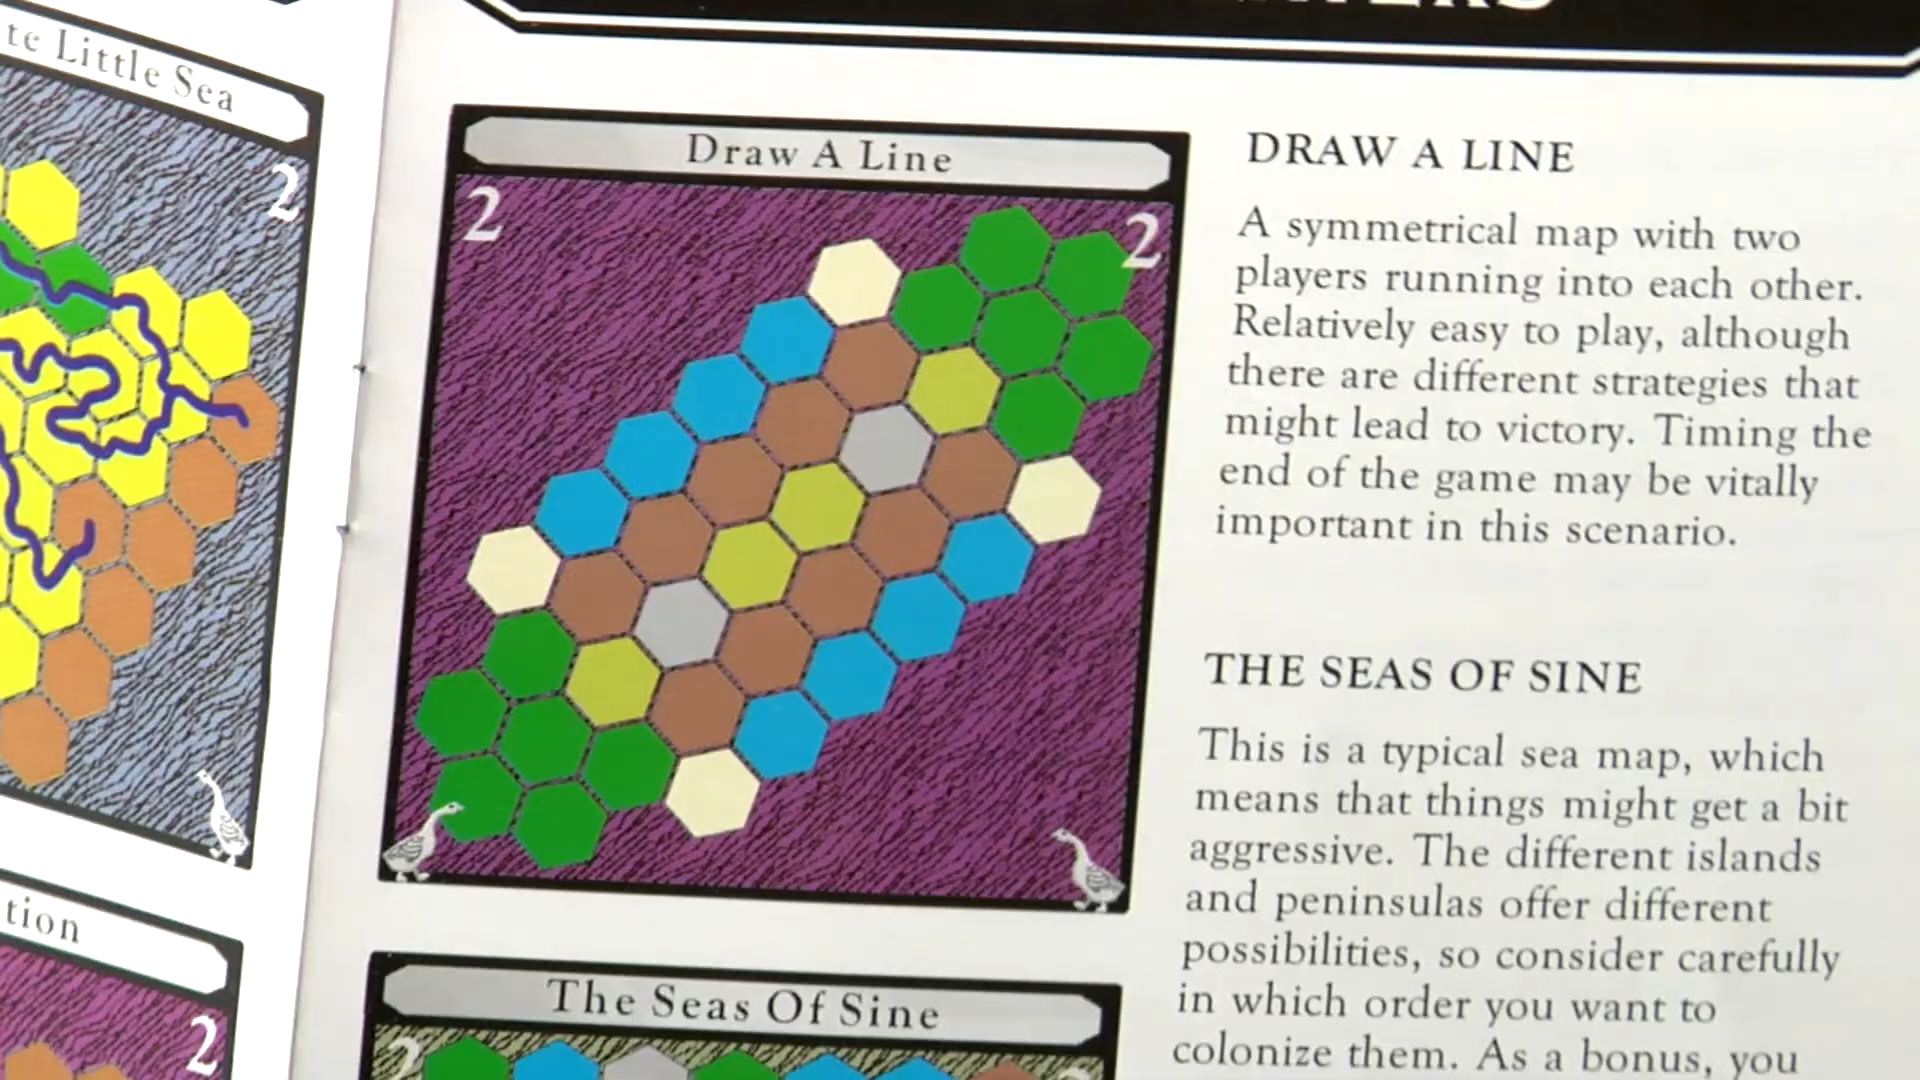 te Little Sea
2
tion
2
Draw A Line
2
2
The Seas Of Sine
2
DRAW A LINE
A symmetrical map with two
players running into each other.
Relatively easy to play, although
there are different strategies that
might lead to victory. Timing the
end of the game may be vitally
important in this scenario.
THE SEAS OF SINE
This is a typical sea map, which
means that things might get a bit
aggressive. The different islands
and peninsulas offer different
possibilities, so consider carefully
in which order you want to
colonize them. As a bonus, you